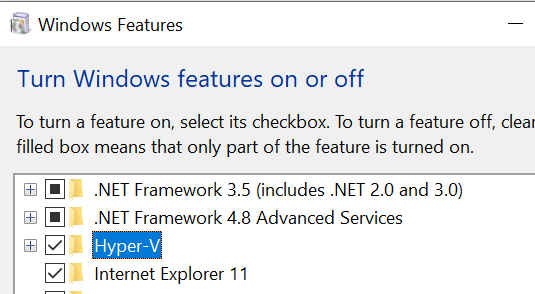 Windows Features
Turn Windows features on or off
To turn a feature on, select its checkbox. To turn a feature off, clear
filled box means that only part of the feature is turned on.
.NET Framework 3.5 (includes .NET 2.0 and 3.0)
.NET Framework 4.8 Advanced Services
Hyper-V
Internet Explorer 11